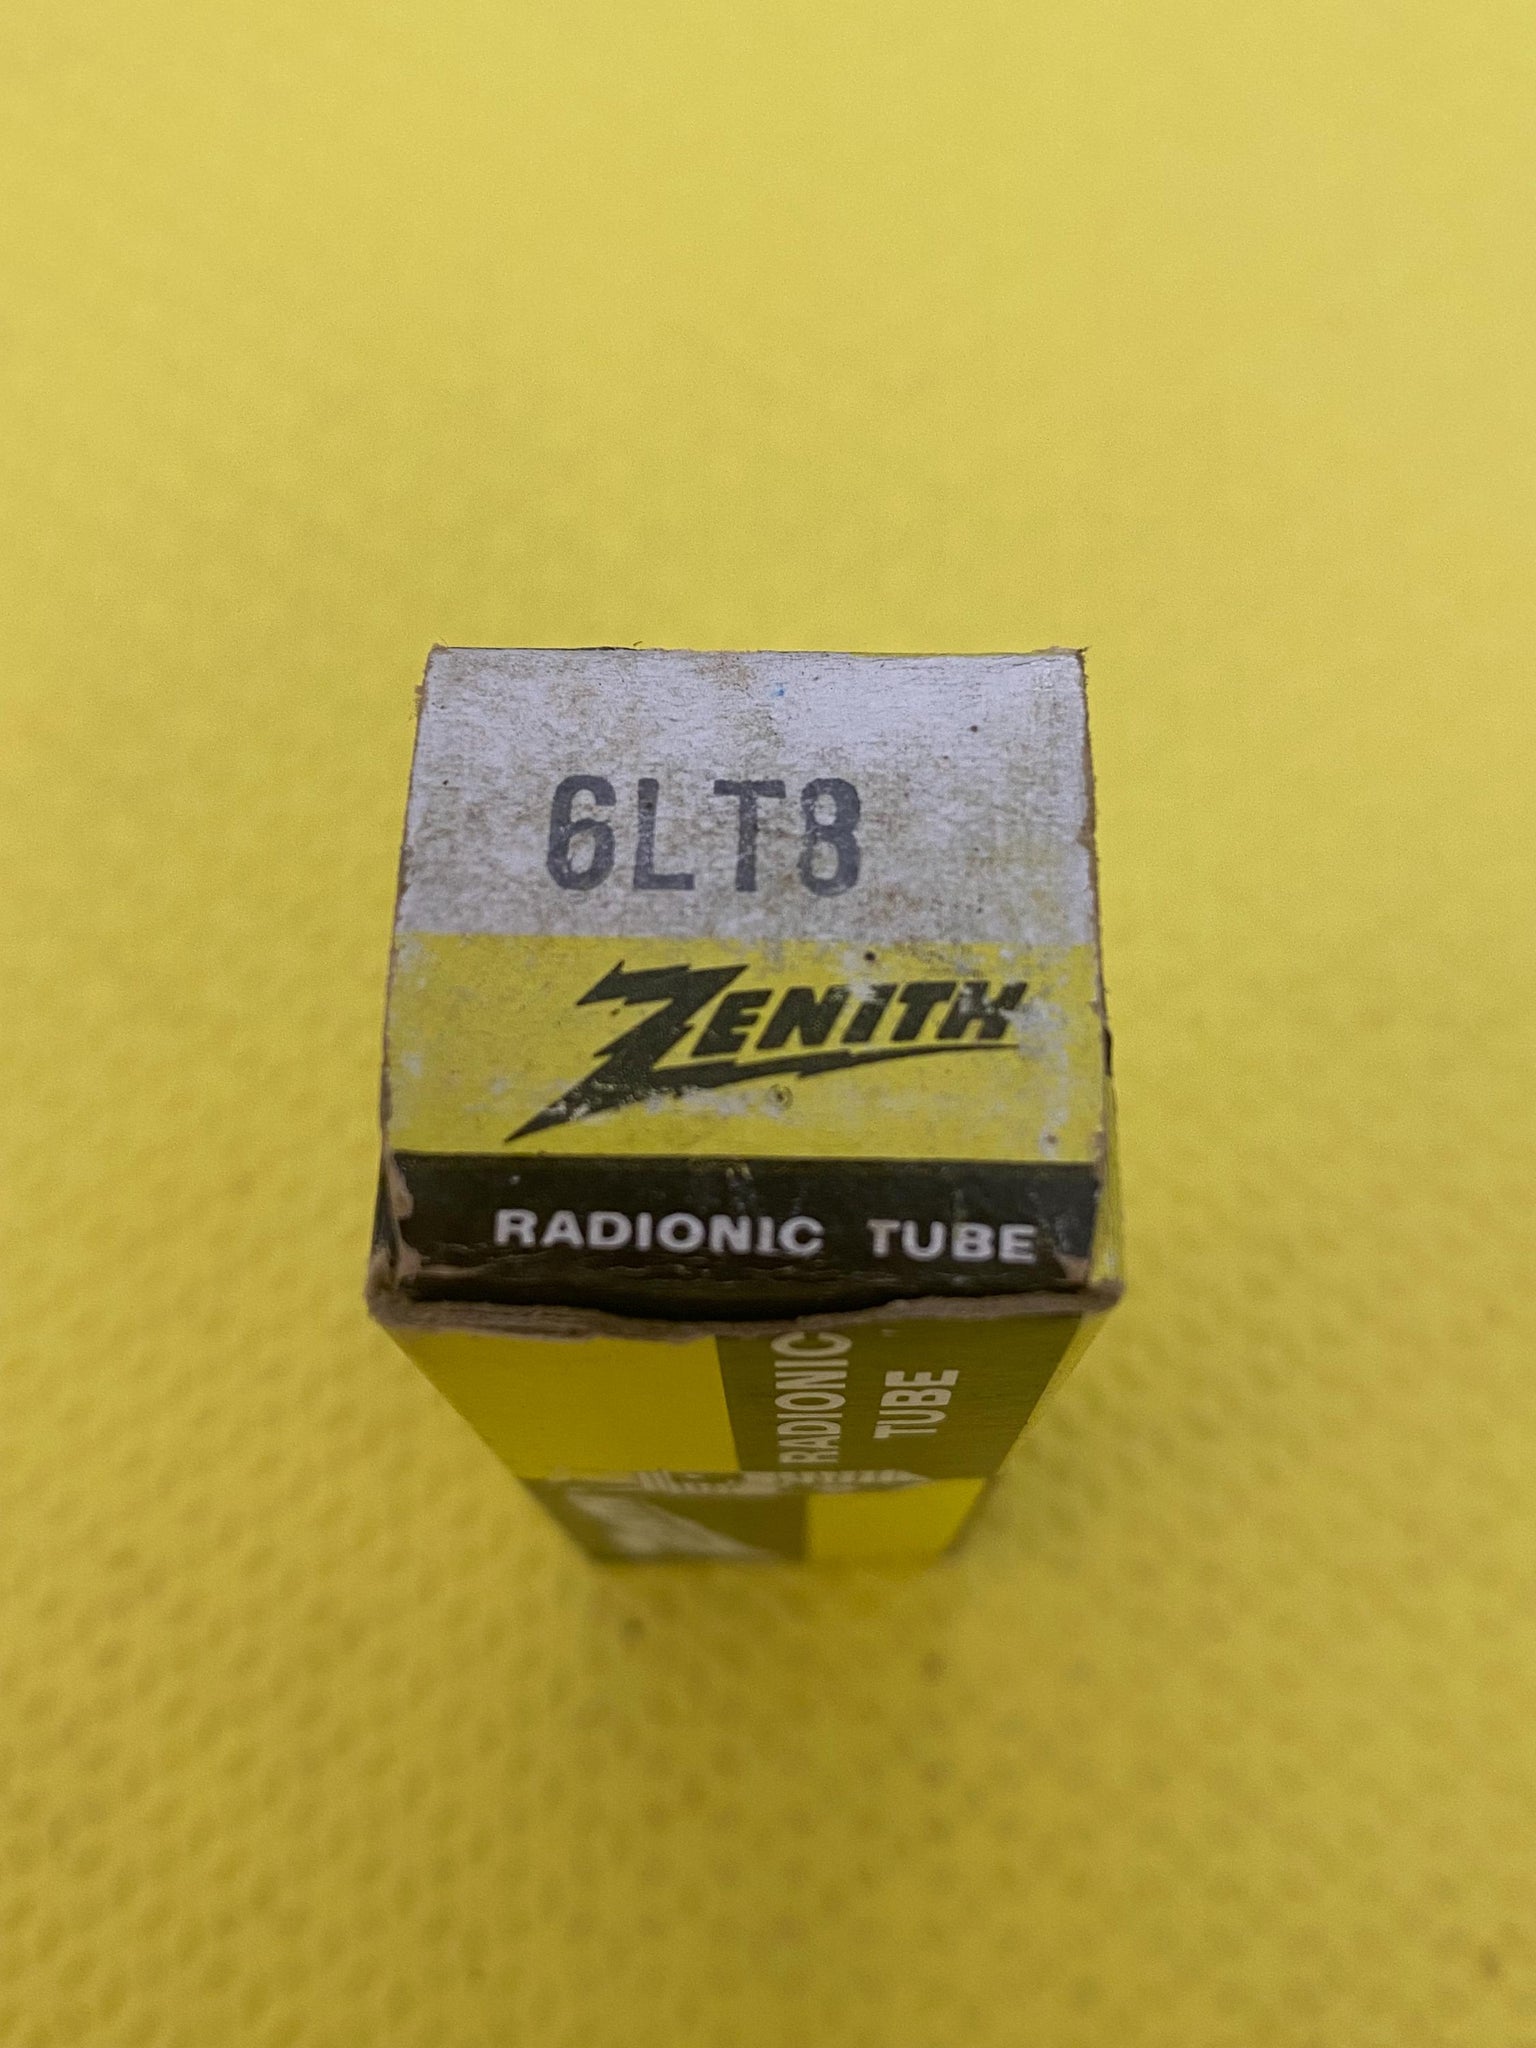 6LT8
ZENITH
®
RADIONIC TUBE
RADIONIC
TUBE